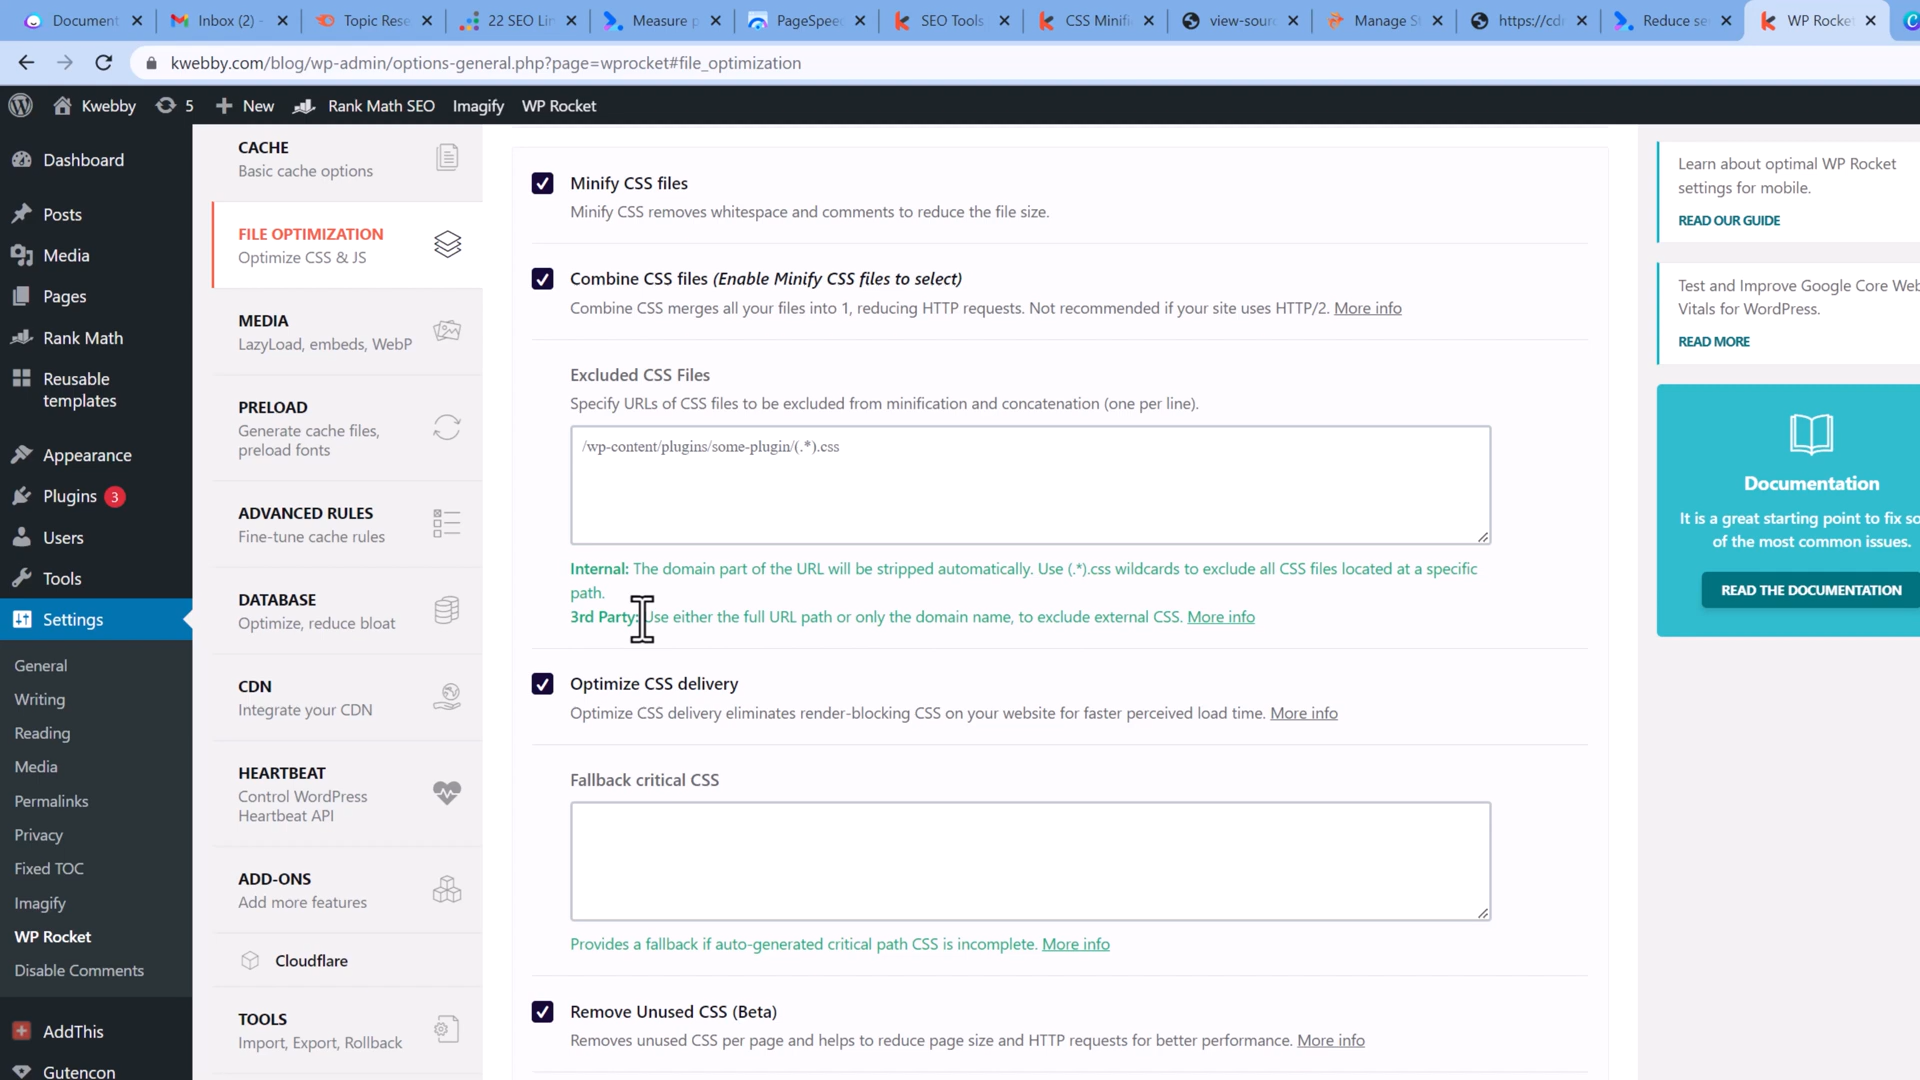 Document
Inbox (2) -
Topic Rese
22 SEO Lin
Measure p
PageSpeed
SEO Tools
CSS Minifi
view-sourc
Manage S
https://cdn
Reduce se
WP Rocke
kwebby.com/blog/wp-admin/options-general.php?page=wprocket#file_optimization
Kwebby
5
New
Rank Math SEO
Imagify
WP Rocket
Dashboard
Posts
Media
Pages
Rank Math
Reusable
templates
Appearance
Plugins 3
Users
Tools
Settings
General
Writing
Reading
Media
Permalinks
Privacy
Fixed TOC
Imagify
WP Rocket
Disable Comments
AddThis
Gutencon
CACHE
Basic cache options
FILE OPTIMIZATION
Optimize CSS & JS
MEDIA
LazyLoad, embeds, WebP
PRELOAD
Generate cache files,
preload fonts
ADVANCED RULES
Fine-tune cache rules
DATABASE
Optimize, reduce bloat
CDN
Integrate your CDN
HEARTBEAT
Control WordPress
Heartbeat API
ADD-ONS
Add more features
Cloudflare
TOOLS
Import, Export, Rollback
Minify CSS files
Minify CSS removes whitespace and comments to reduce the file size.
Combine CSS files (Enable Minify CSS files to select)
Combine CSS merges all your files into 1, reducing HTTP requests. Not recommended if your site uses HTTP/2. More info
Excluded CSS Files
Specify URLs of CSS files to be excluded from minification and concatenation (one per line).
/wp-content/plugins/some-plugin/(.*).css
Internal: The domain part of the URL will be stripped automatically. Use (.*).css wildcards to exclude all CSS files located at a specific
path.
3rd Party: Use either the full URL path or only the domain name, to exclude external CSS. More info
Optimize CSS delivery
Optimize CSS delivery eliminates render-blocking CSS on your website for faster perceived load time. More info
Fallback critical CSS
Provides a fallback if auto-generated critical path CSS is incomplete. More info
Remove Unused CSS (Beta)
Removes unused CSS per page and helps to reduce page size and HTTP requests for better performance. More info
Learn about optimal WP Rocket
settings for mobile.
READ OUR GUIDE
Test and Improve Google Core Web
Vitals for WordPress.
READ MORE
Documentation
It is a great starting point to fix so
of the most common issues.
READ THE DOCUMENTATION